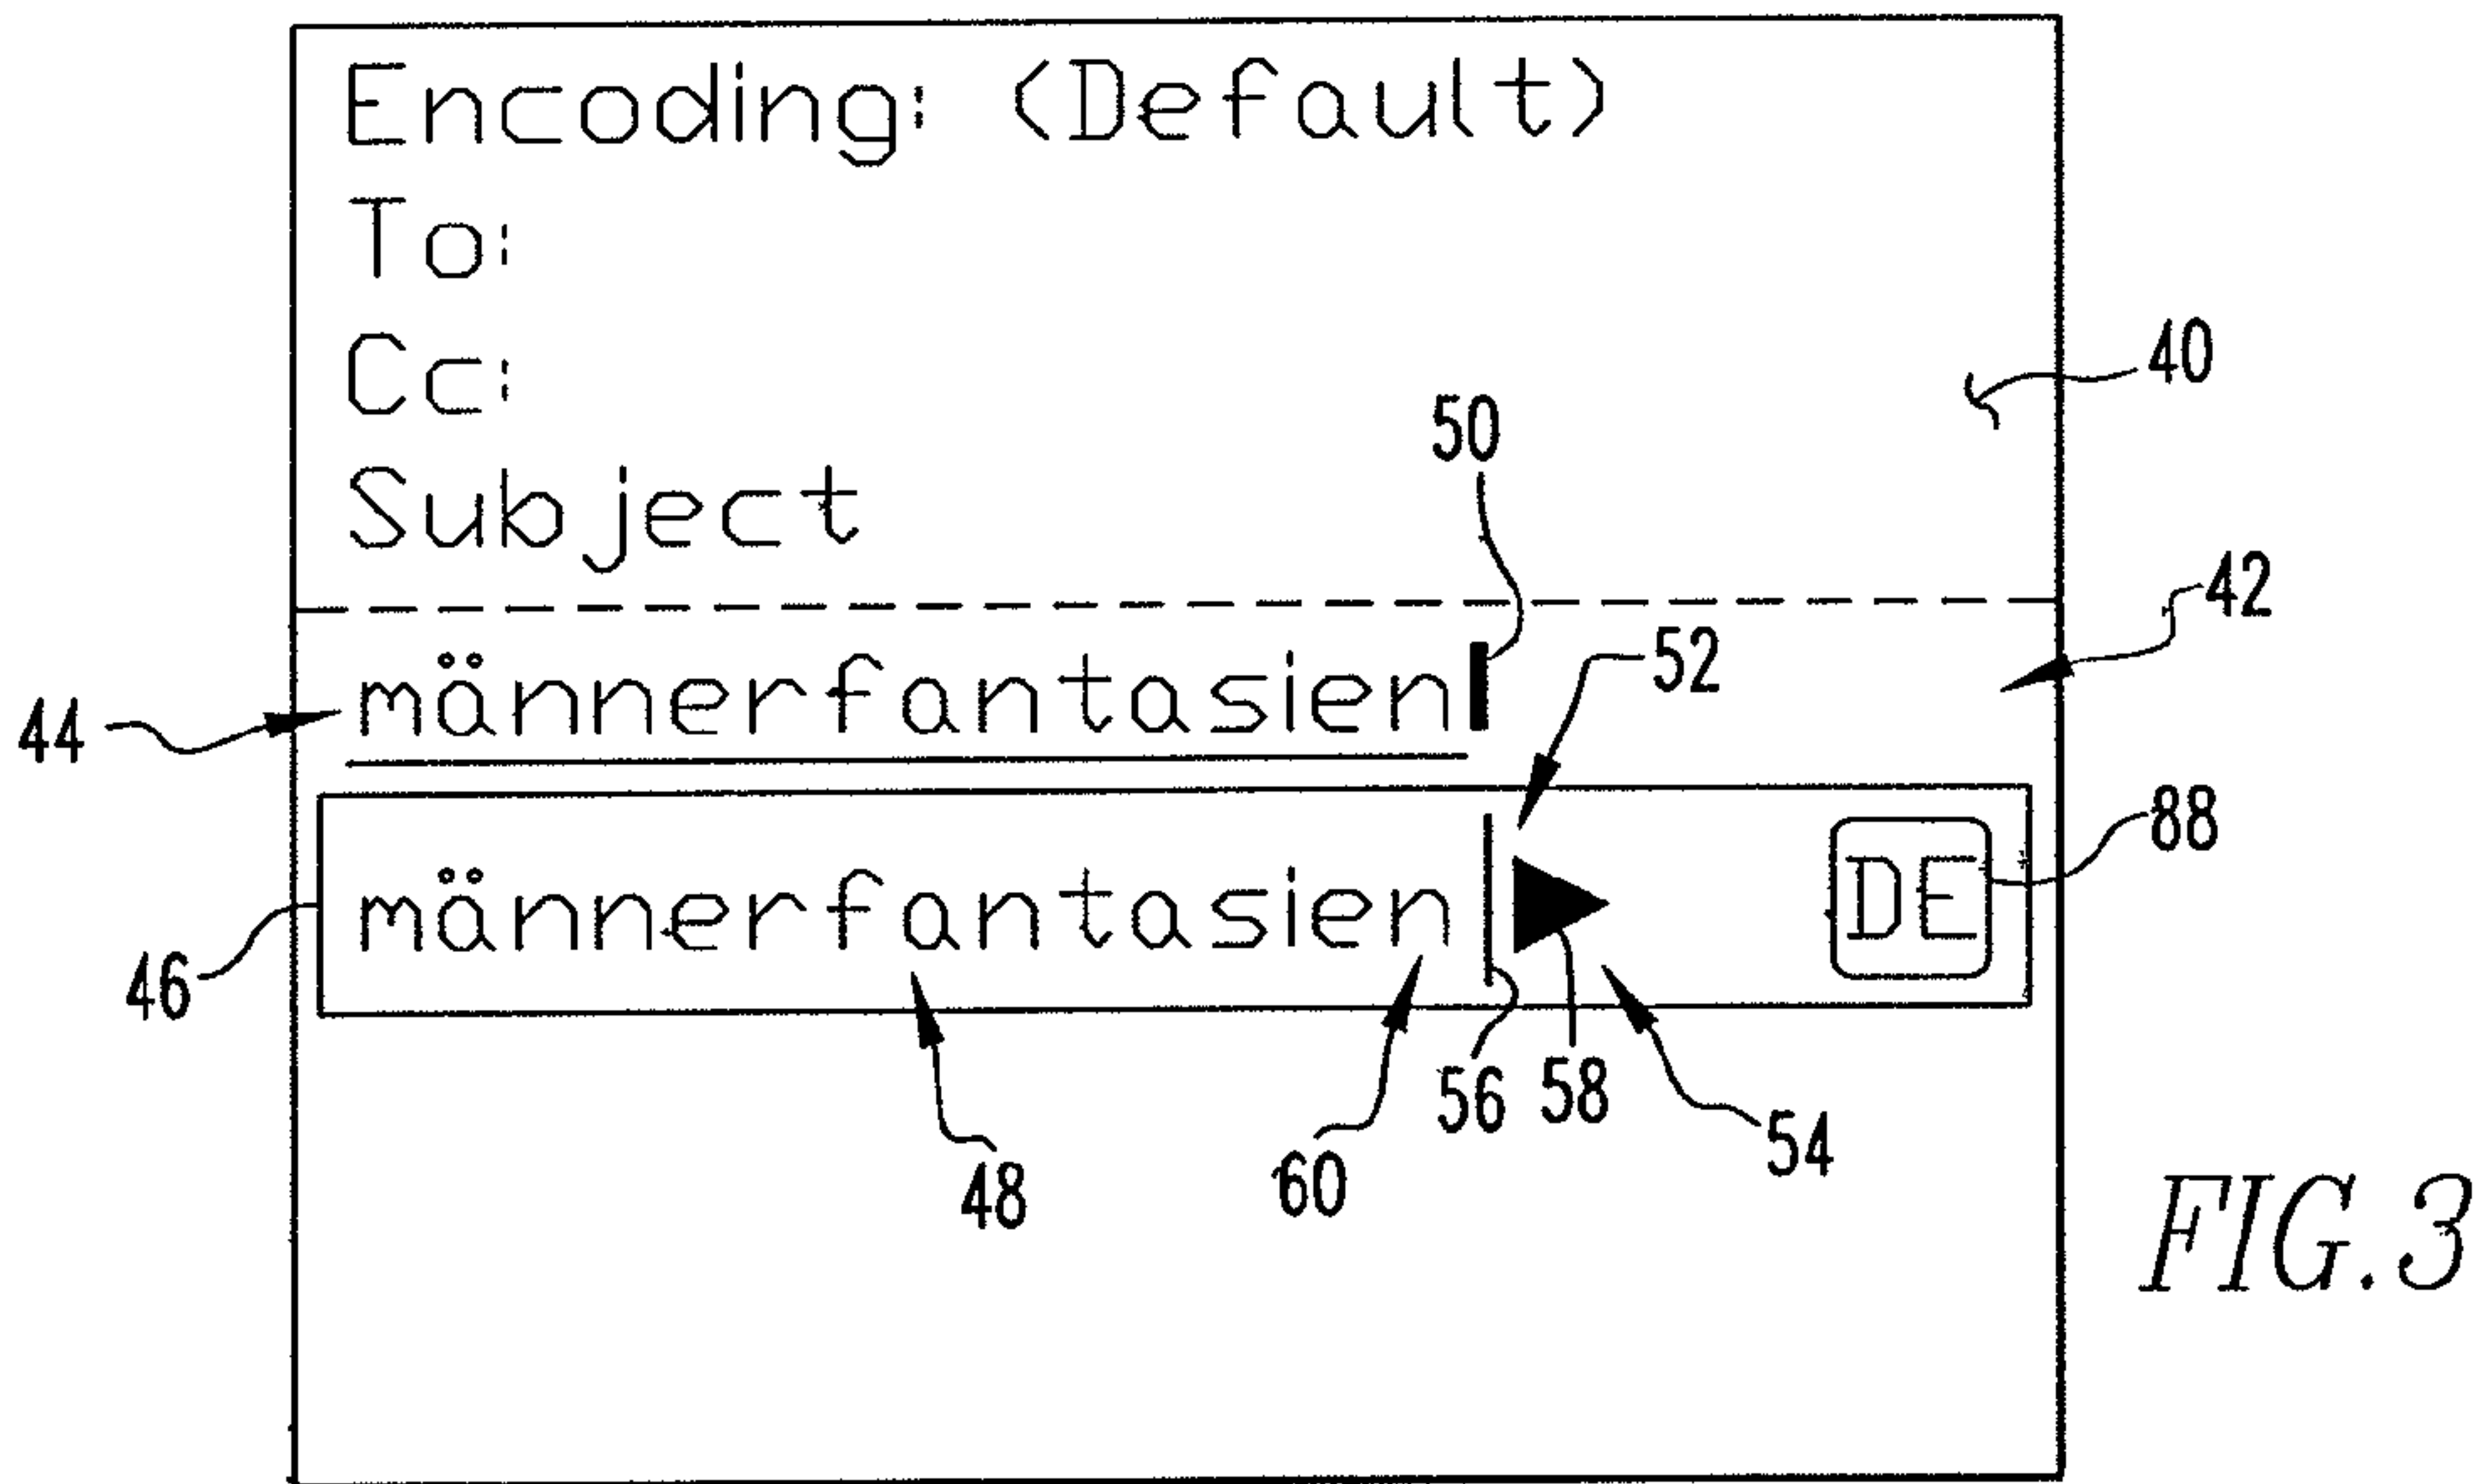 Encoding: (Default)
To:
Cc:
40
50
Subject
42
männerfantasien
52
44
männerfantasien
DE
88
46
56
58
54
48
60
FIG.3